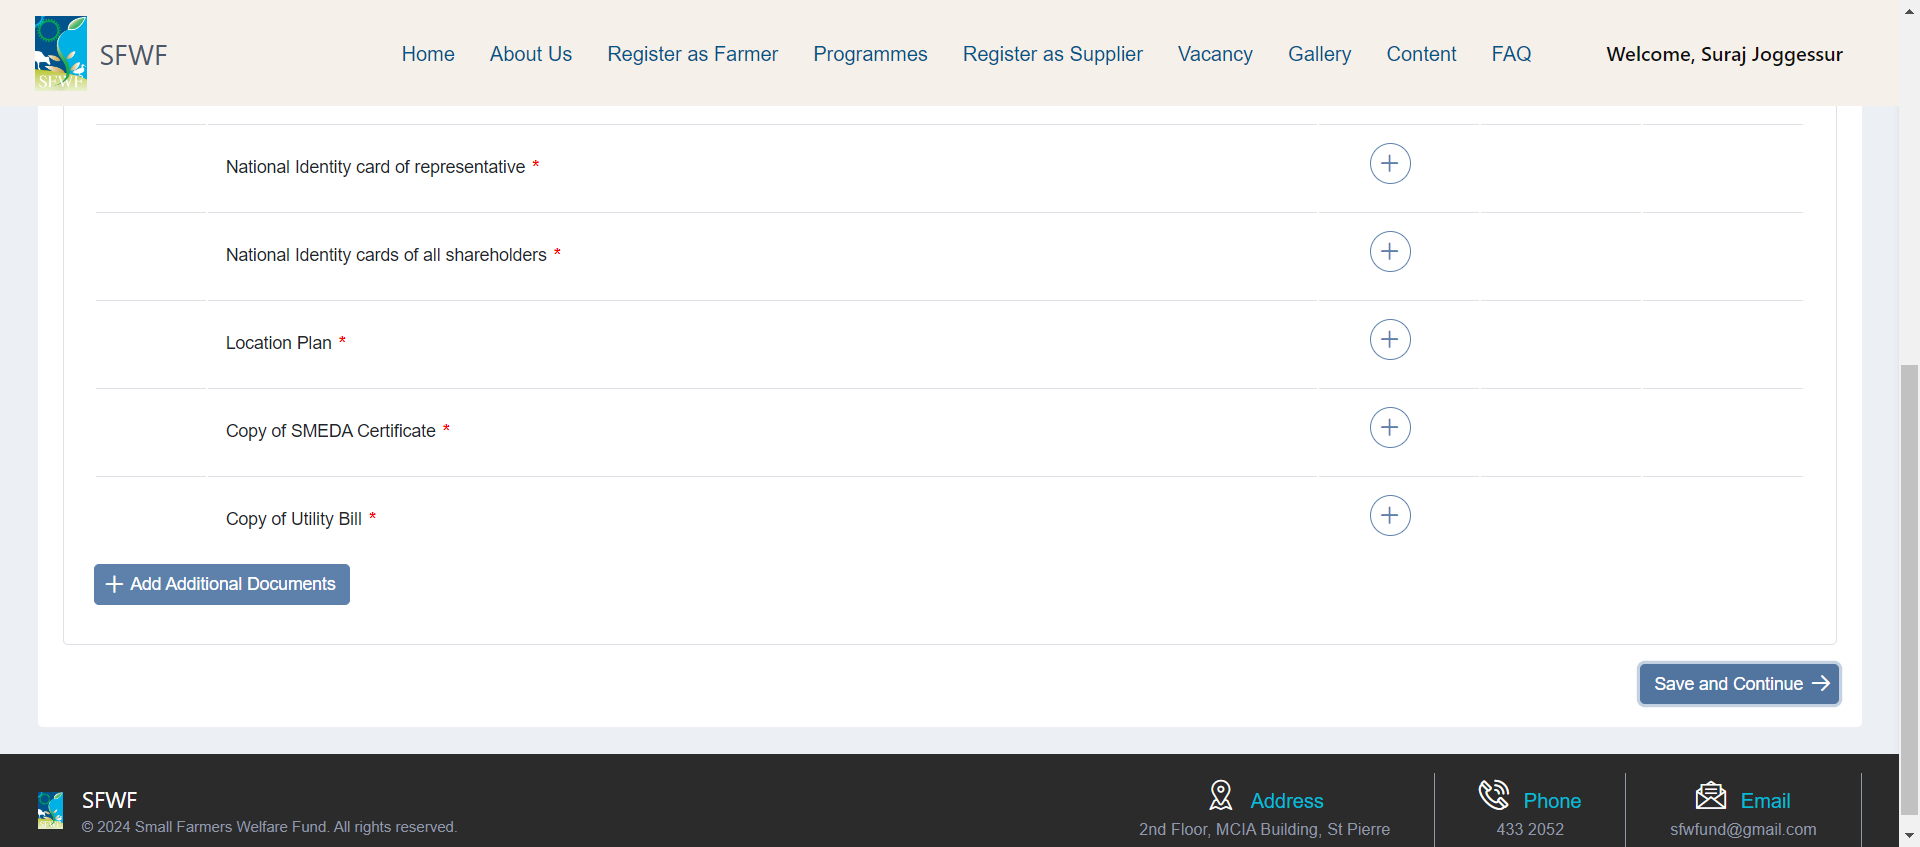 SFWF
SFWF
Home About Us Register as Farmer Programmes Register as Supplier Vacancy Gallery Content FAQ Welcome, Suraj Joggessur
National Identity card of representative *
National Identity cards of all shareholders *
Location Plan *
Copy of SMEDA Certificate *
Copy of Utility Bill *
Add Additional Documents
Save and Continue
SFWF
© 2024 Small Farmers Welfare Fund. All rights reserved.
Address
2nd Floor, MCIA Building, St Pierre
Phone
433 2052
Email
sfwfund@gmail.com